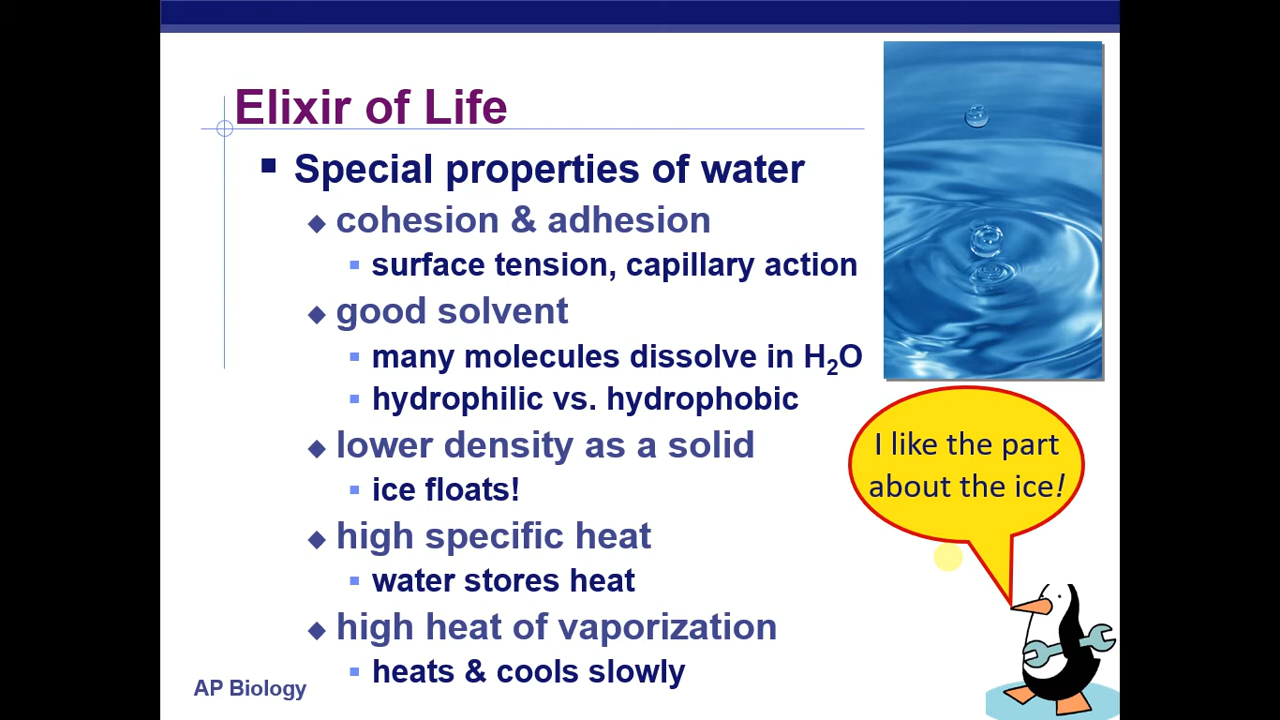 Elixir of Life
Special properties of water
cohesion & adhesion
surface tension, capillary action
good solvent
many molecules dissolve in H₂O
hydrophilic vs. hydrophobic
lower density as a solid
ice floats!
high specific heat
water stores heat
high heat of vaporization
heats & cools slowly
I like the part
about the ice!
AP Biology